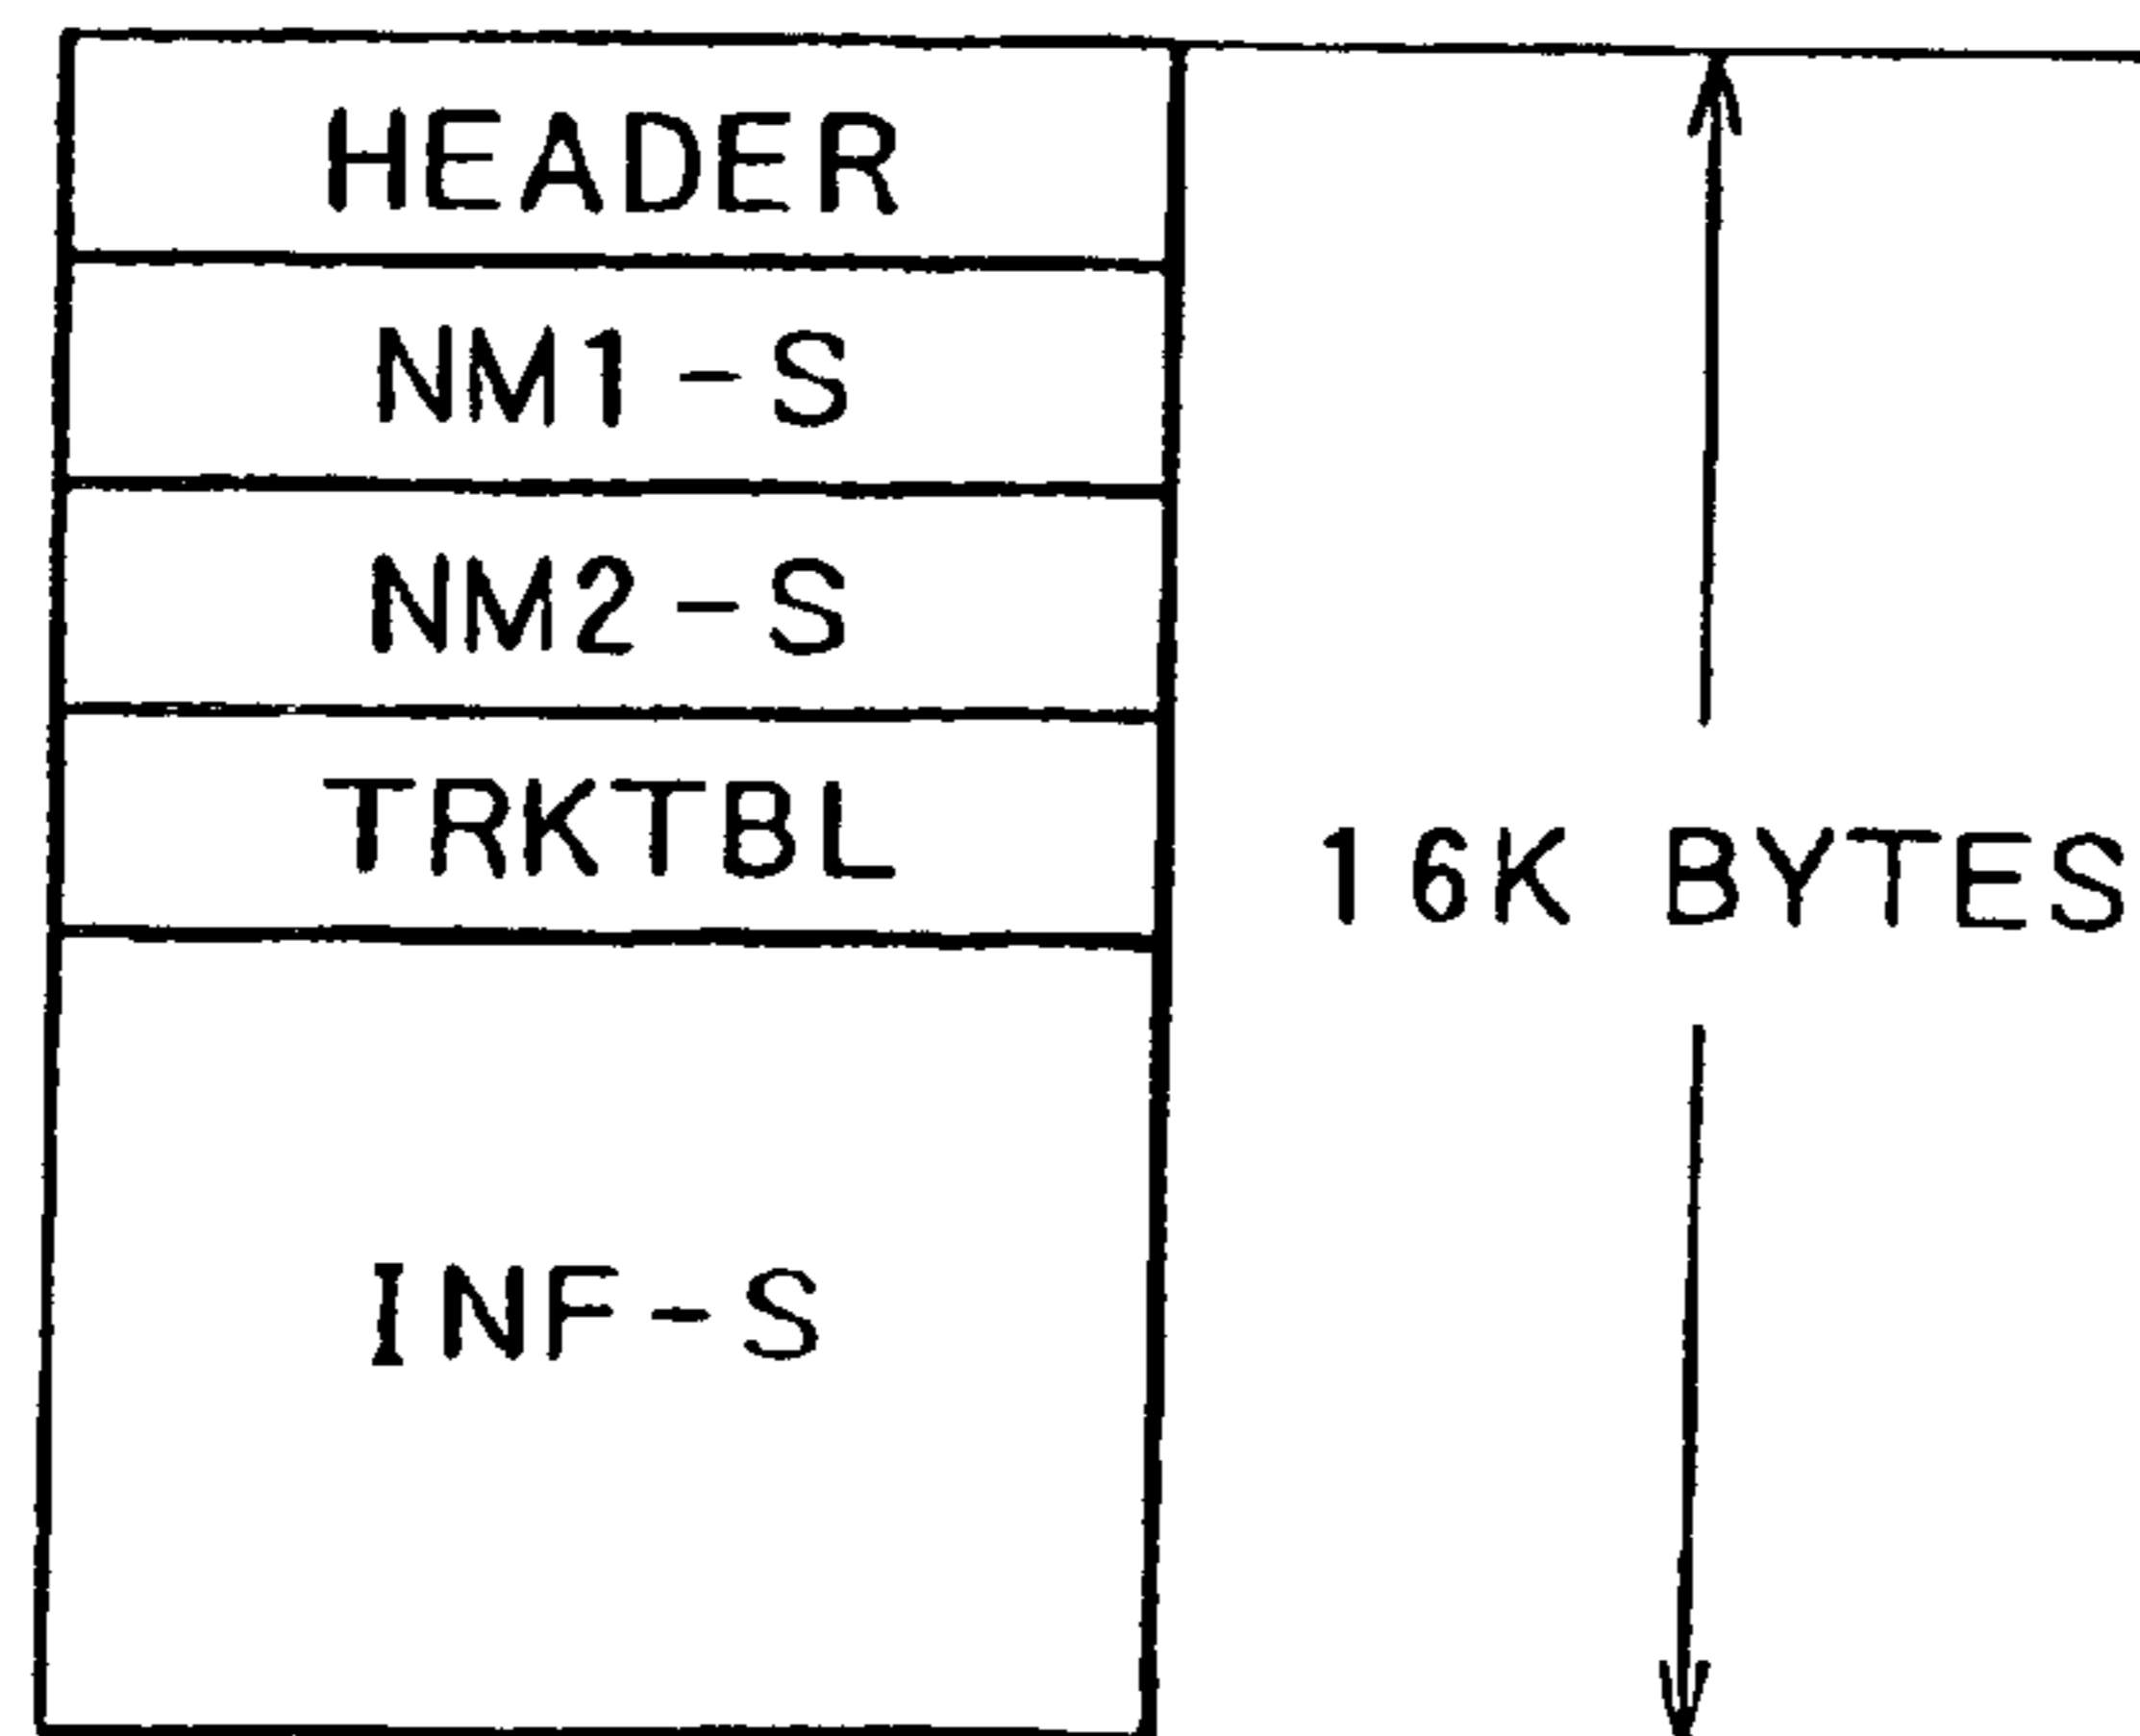 HEADER
NM1-S
NM2-S
TRKTBL
16K BYTES
INF-S